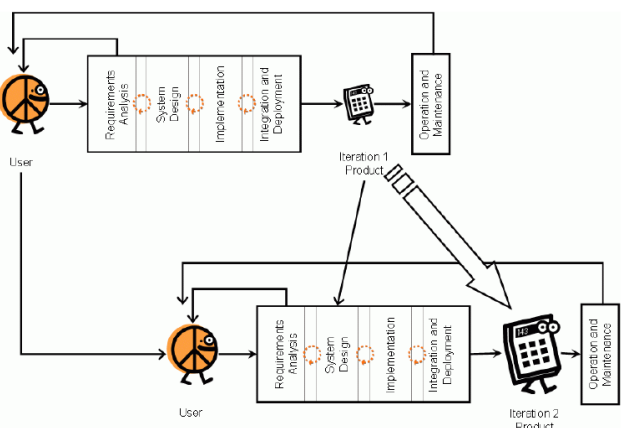 Requirements
Analysis
System
Design
Implementation
Integration and
Deployment
Operation and
Maintenance
User
Iteration 1
Product
Requirements
Analysis
System
Design
Implementation
Integration and
Deployment
Operation and
Maintenance
User
Iteration 2
Product